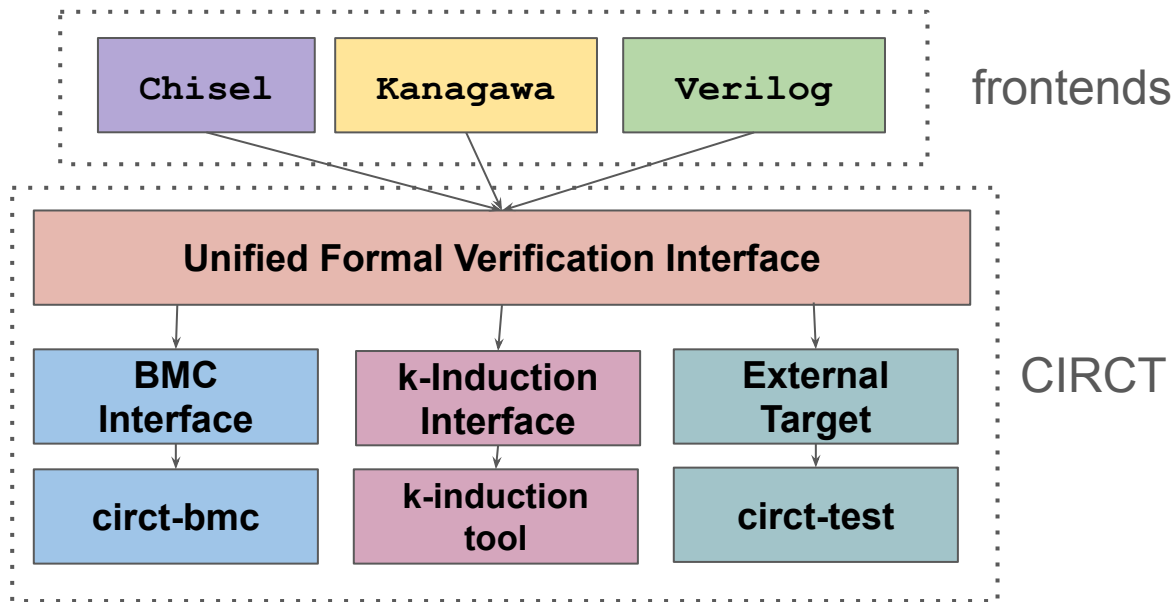 Chisel Kanagawa Verilog
frontends
Unified Formal Verification Interface
BMC
Interface
k-Induction
Interface
External
Target
CIRCT
circt-bmc
k-induction
tool
circt-test